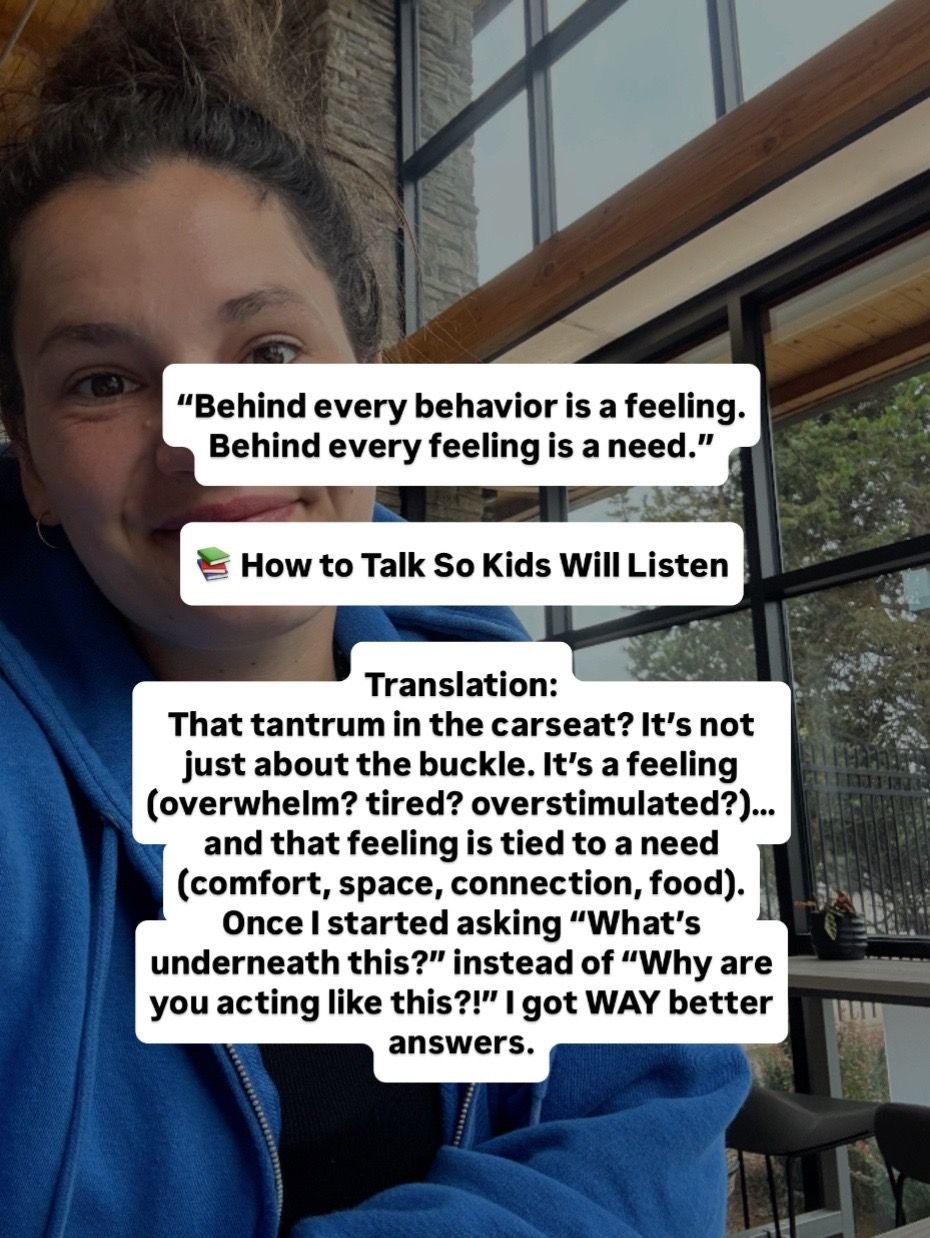 “Behind every behavior is a feeling.
Behind every feeling is a need.”
📚 How to Talk So Kids Will Listen
Translation:
That tantrum in the carseat? It’s not
just about the buckle. It’s a feeling
(overwhelm? tired? overstimulated?)...
and that feeling is tied to a need
(comfort, space, connection, food).
Once I started asking “What’s
underneath this?” instead of “Why are
you acting like this?!” I got WAY better
answers.